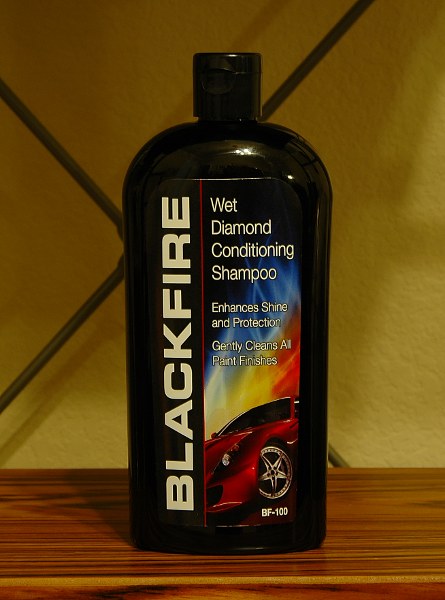 BLACKFIRE
Wet
Diamond
Conditioning
Shampoo
Enhances Shine
and Protection
Gently Cleans All
Paint Finishes
BF-100